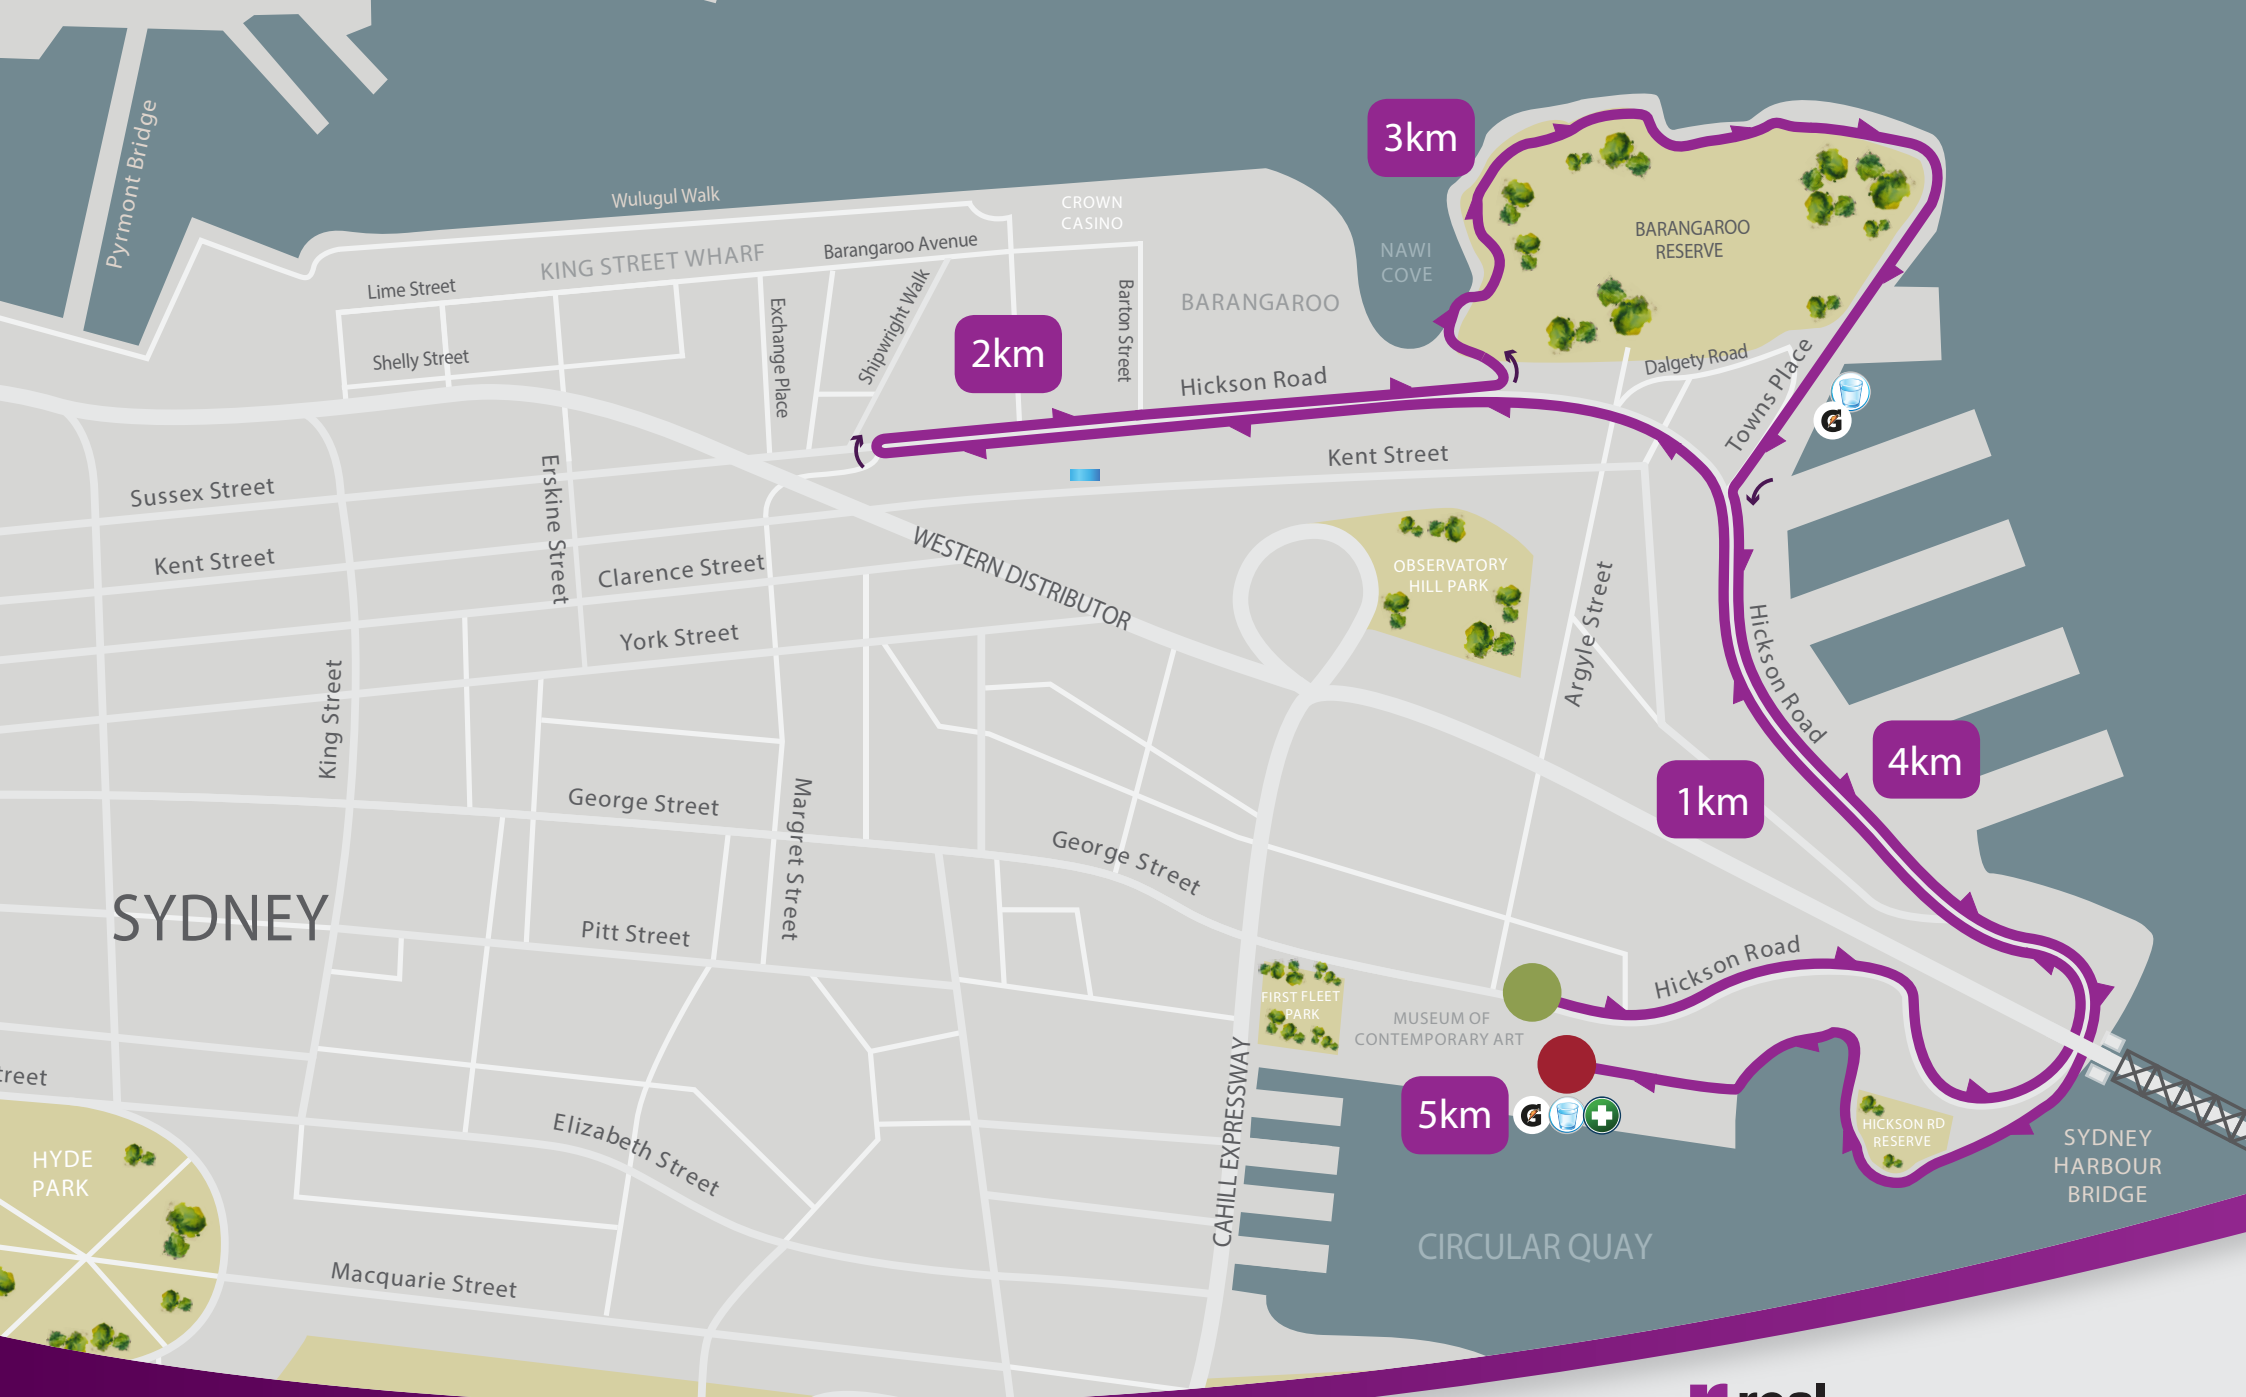 Pyrmont Bridge
Wulugul Walk
CROWN
CASINO
3km
KING STREET WHARF
Barangaroo Avenue
Lime Street
Shelly Street
Exchange Place
Shipwright Walk
2km
Barton Street
BARANGAROO
NAWI
COVE
BARANGAROO
RESERVE
Hickson Road
Dalgety Road
Towns Place
G
Kent Street
Sussex Street
Kent Street
Erskine Street
Clarence Street
York Street
WESTERN DISTRIBUTOR
OBSERVATORY
HILL PARK
Argyle Street
Hickson Road
King Street
4km
1km
George Street
Margret Street
George Street
SYDNEY
Pitt Street
Hickson Road
FIRST FLEET
PARK
MUSEUM OF
CONTEMPORARY ART
CAHILL EXPRESSWAY
5km
G
HICKSON RD
RESERVE
SYDNEY
HARBOUR
BRIDGE
treet
Elizabeth Street
HYDE
PARK
CIRCULAR QUAY
Macquarie Street